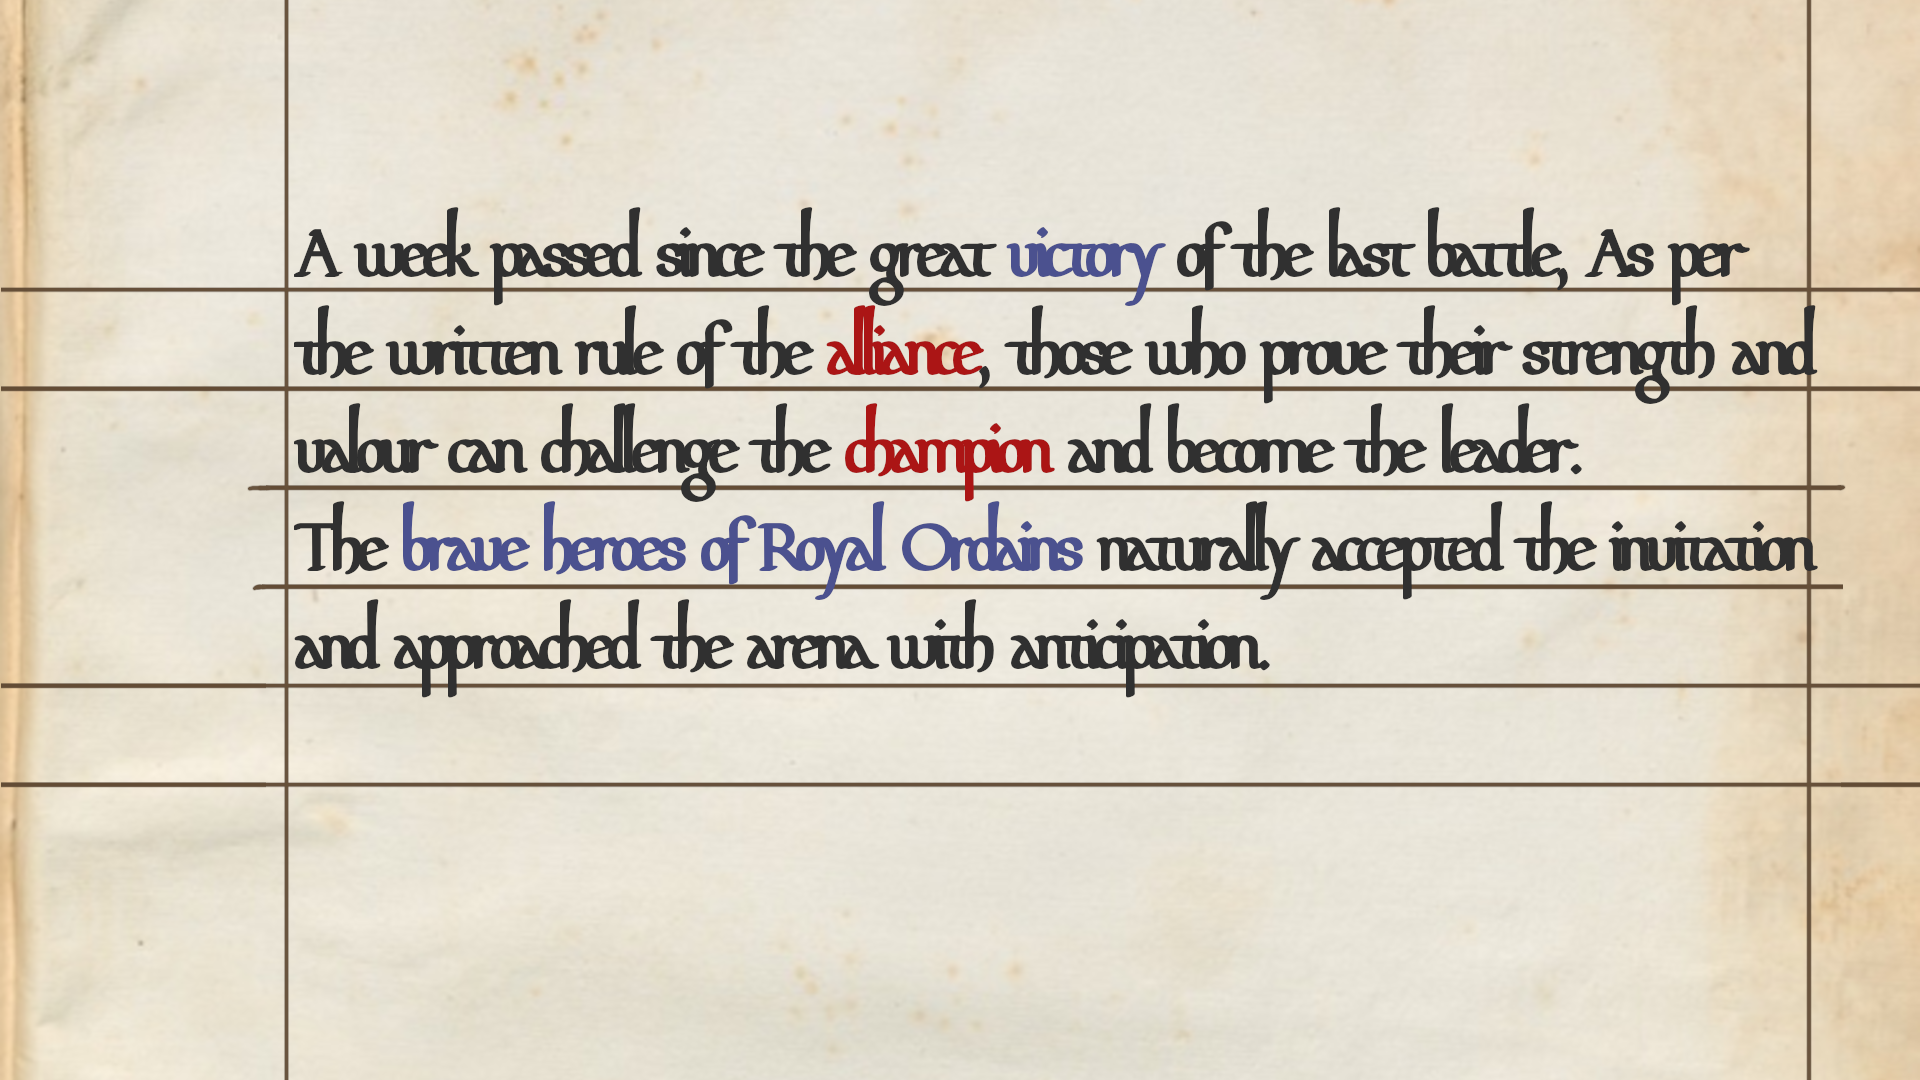 A week passed since the great victory of the last battle, As per
the written rule of the alliance, those who prove their strength and
valour can challenge the champion and become the leader.
The brave heroes of Royal Ordains naturally accepted the invitation
and approached the arena with anticipation.